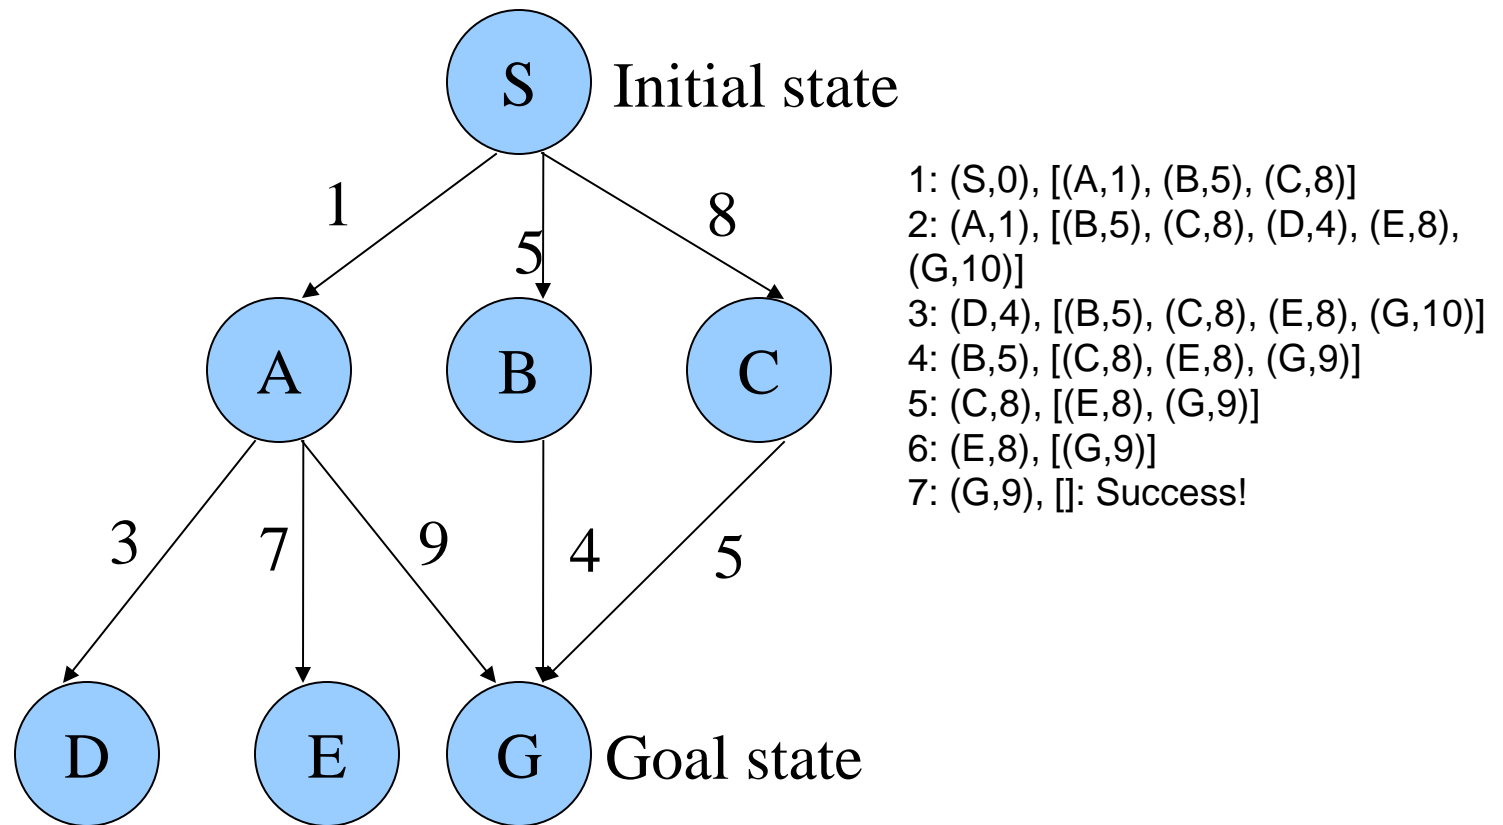 S Initial state
1: (S,0), [(A,1), (B,5), (C,8)]
2: (A,1), [(B,5), (C,8), (D,4), (E,8),
(G,10)]
3: (D,4), [(B,5), (C,8), (E,8), (G,10)]
4: (B,5), [(C,8), (E,8), (G,9)]
5: (C,8), [(E,8), (G,9)]
6: (E,8), [(G,9)]
7: (G,9), []: Success!
1 5 8
A B C
3 7 9 4 5
D E G Goal state